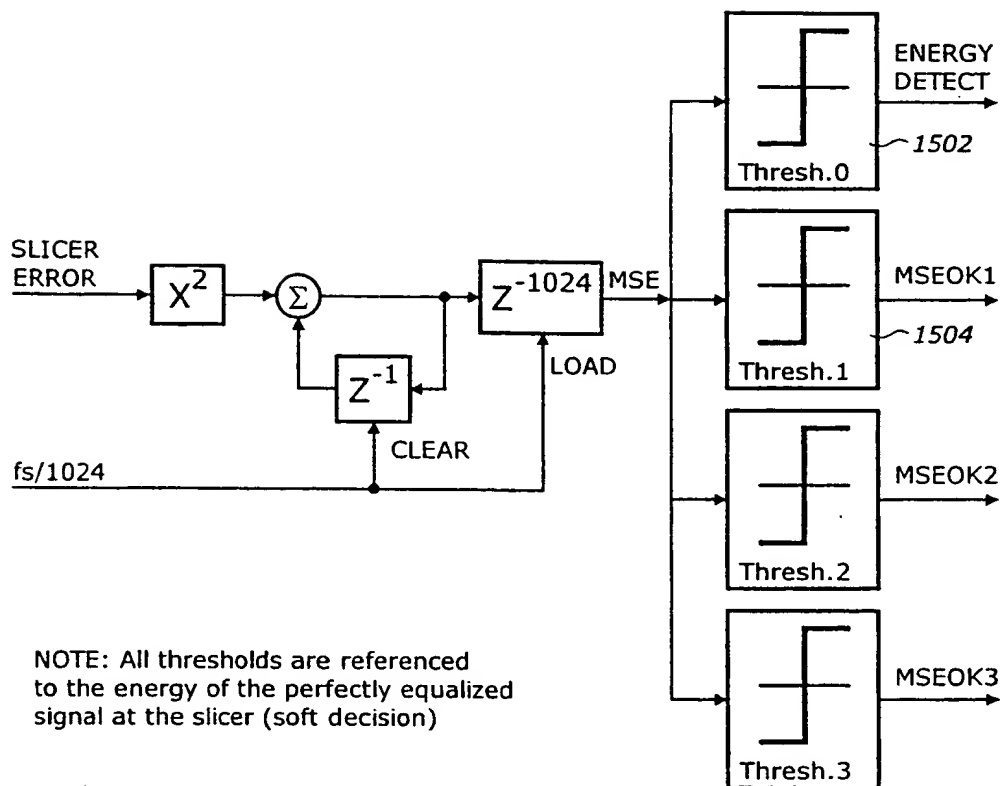 ENERGY
DETECT
1502
Thresh.0
SLICER
ERROR
X²
Σ
Z⁻¹⁰²⁴
MSE
MSEOK1
1504
Thresh.1
LOAD
Z⁻¹
CLEAR
fs/1024
MSEOK2
Thresh.2
NOTE: All thresholds are referenced
to the energy of the perfectly equalized
signal at the slicer (soft decision)
MSEOK3
Thresh.3